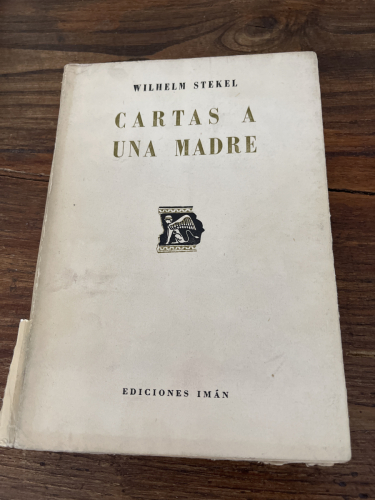 WILHELM STEKEL
CARTAS A
UNA MADRE
EDICIONES IMÁN